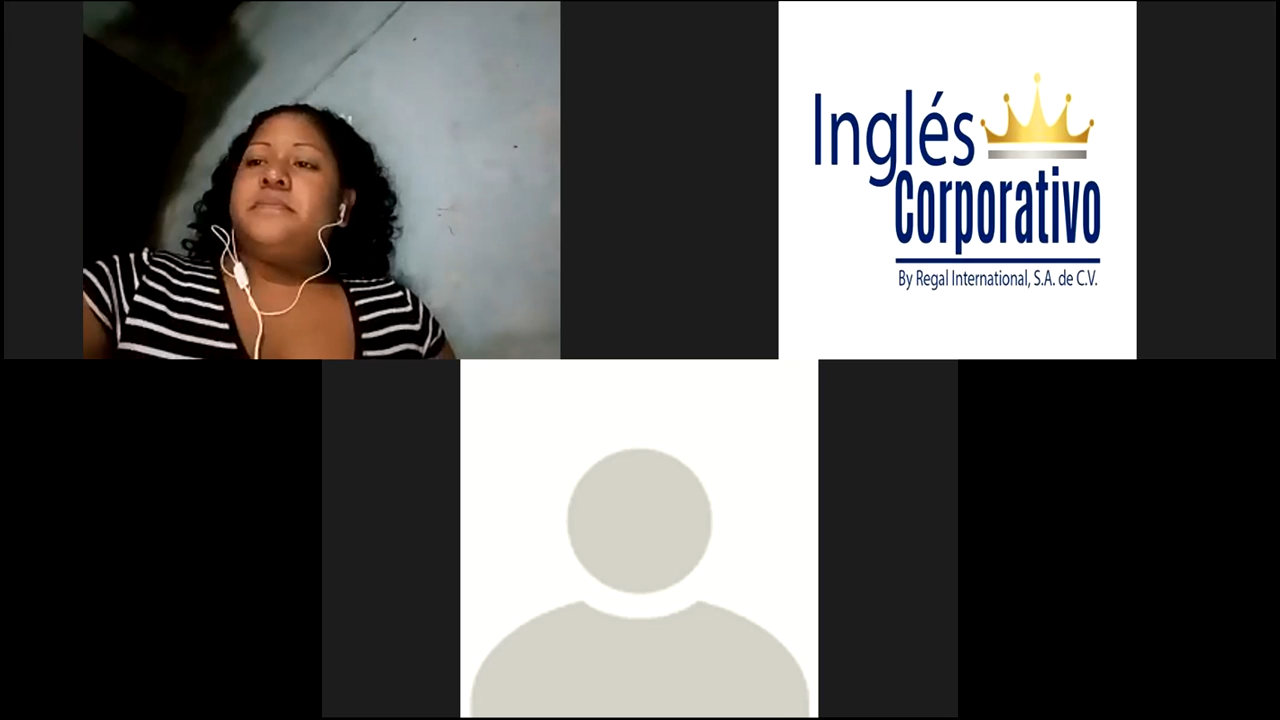 Inglés
Corporativo
By Regal International, S.A. de C.V.